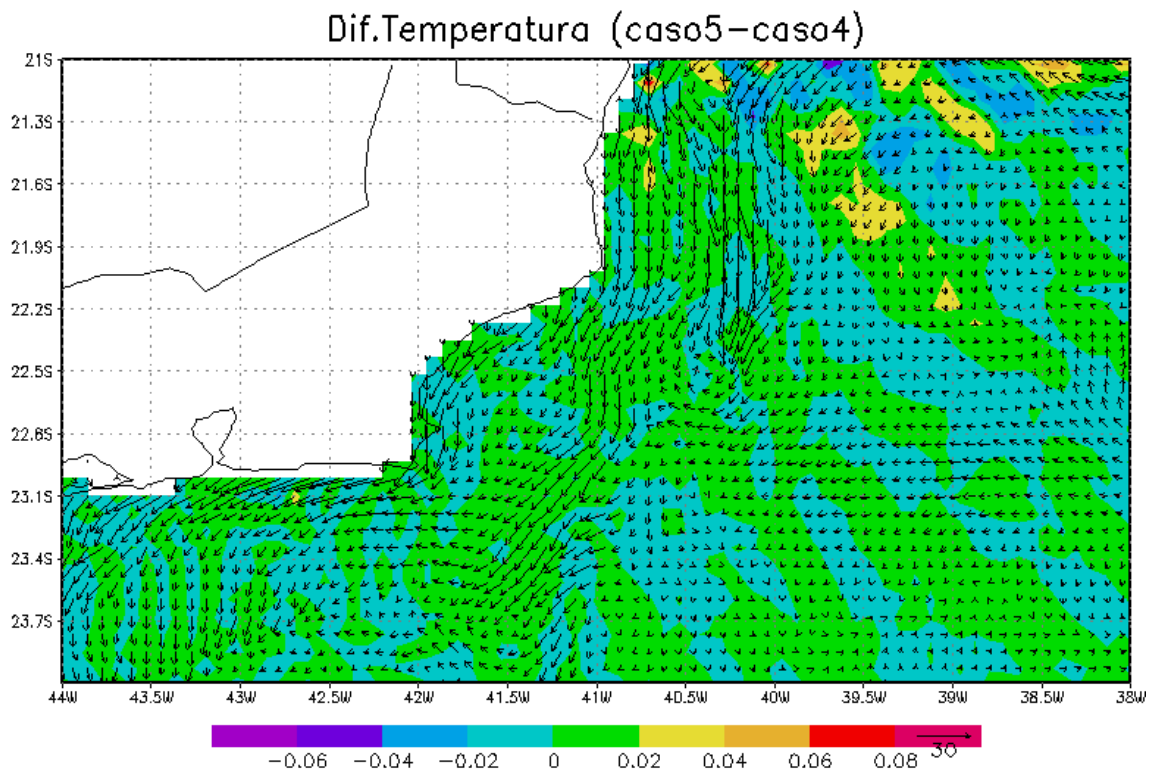 Dif.Temperatura (caso5−caso4)
21S
21.3S
21.6S
21.9S
22.2S
22.5S
22.8S
23.1S
23.4S
23.7S
44W 43.5W 43W 42.5W 42W 41.5W 41W 40.5W 40W 39.5W 39W 38.5W 38W
30
−0.06 −0.04 −0.02 0 0.02 0.04 0.06 0.08